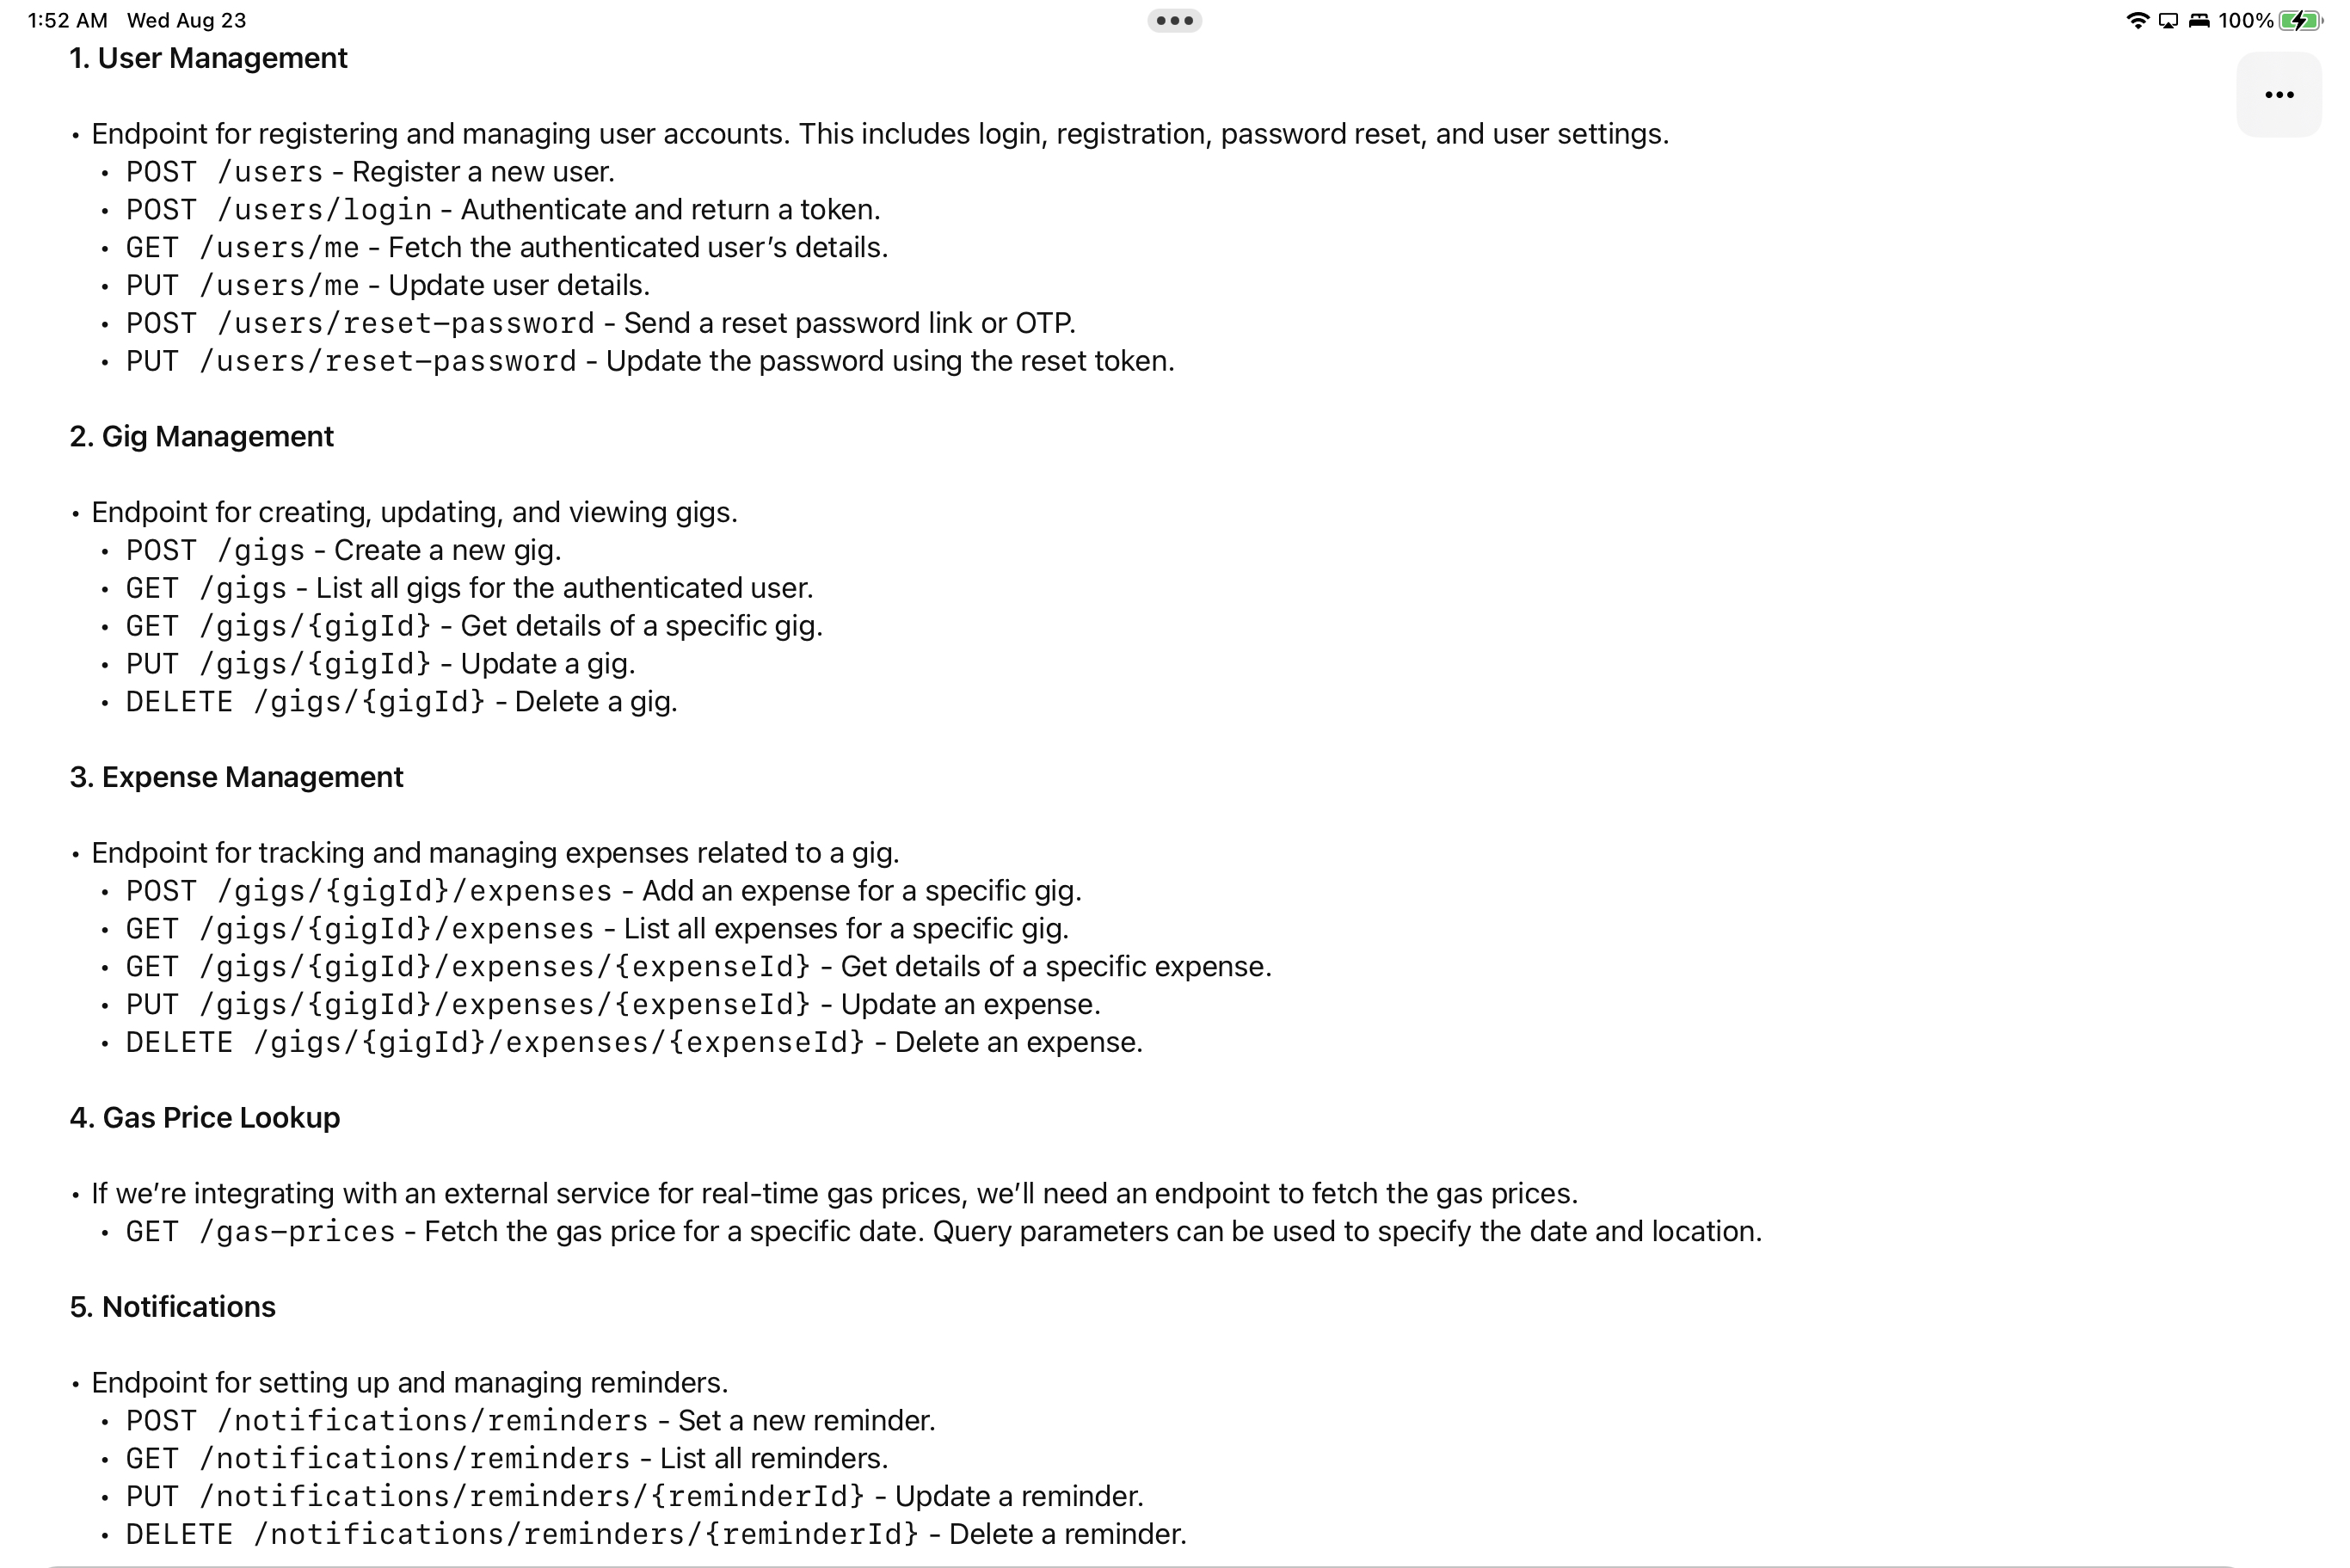 1:52 AM Wed Aug 23
100%
1. User Management
• Endpoint for registering and managing user accounts. This includes login, registration, password reset, and user settings.
• POST /users - Register a new user.
• POST /users/login - Authenticate and return a token.
• GET /users/me - Fetch the authenticated user’s details.
• PUT /users/me - Update user details.
• POST /users/reset-password - Send a reset password link or OTP.
• PUT /users/reset-password - Update the password using the reset token.
2. Gig Management
• Endpoint for creating, updating, and viewing gigs.
• POST /gigs - Create a new gig.
• GET /gigs - List all gigs for the authenticated user.
• GET /gigs/{gigId} - Get details of a specific gig.
• PUT /gigs/{gigId} - Update a gig.
• DELETE /gigs/{gigId} - Delete a gig.
3. Expense Management
• Endpoint for tracking and managing expenses related to a gig.
• POST /gigs/{gigId}/expenses - Add an expense for a specific gig.
• GET /gigs/{gigId}/expenses - List all expenses for a specific gig.
• GET /gigs/{gigId}/expenses/{expenseId} - Get details of a specific expense.
• PUT /gigs/{gigId}/expenses/{expenseId} - Update an expense.
• DELETE /gigs/{gigId}/expenses/{expenseId} - Delete an expense.
4. Gas Price Lookup
• If we’re integrating with an external service for real-time gas prices, we’ll need an endpoint to fetch the gas prices.
• GET /gas-prices - Fetch the gas price for a specific date. Query parameters can be used to specify the date and location.
5. Notifications
• Endpoint for setting up and managing reminders.
• POST /notifications/reminders - Set a new reminder.
• GET /notifications/reminders - List all reminders.
• PUT /notifications/reminders/{reminderId} - Update a reminder.
• DELETE /notifications/reminders/{reminderId} - Delete a reminder.